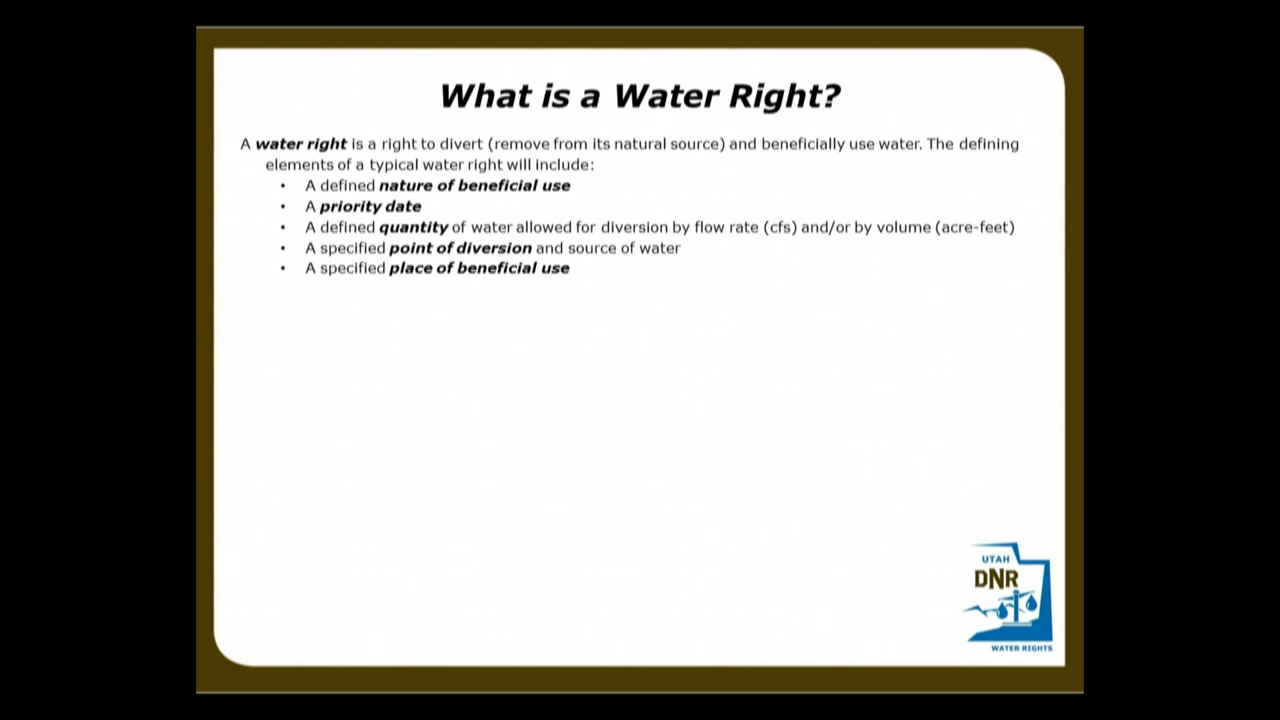 What is a Water Right?
A water right is a right to divert (remove from its natural source) and beneficially use water. The defining
elements of a typical water right will include:
• A defined nature of beneficial use
• A priority date
• A defined quantity of water allowed for diversion by flow rate (cfs) and/or by volume (acre-feet)
• A specified point of diversion and source of water
• A specified place of beneficial use
UTAH
DNR
WATER RIGHTS